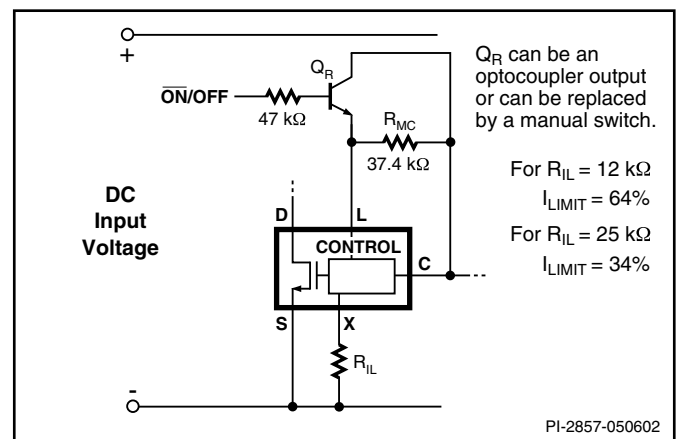 +
Q_R
O̅N̅/OFF
47 kΩ
R_MC
37.4 kΩ
Q_R can be an
optocoupler output
or can be replaced
by a manual switch.
For R_IL = 12 kΩ
I_LIMIT = 64%
For R_IL = 25 kΩ
I_LIMIT = 34%
DC
Input
Voltage
D
L
CONTROL
C
S
X
R_IL
-
PI-2857-050602